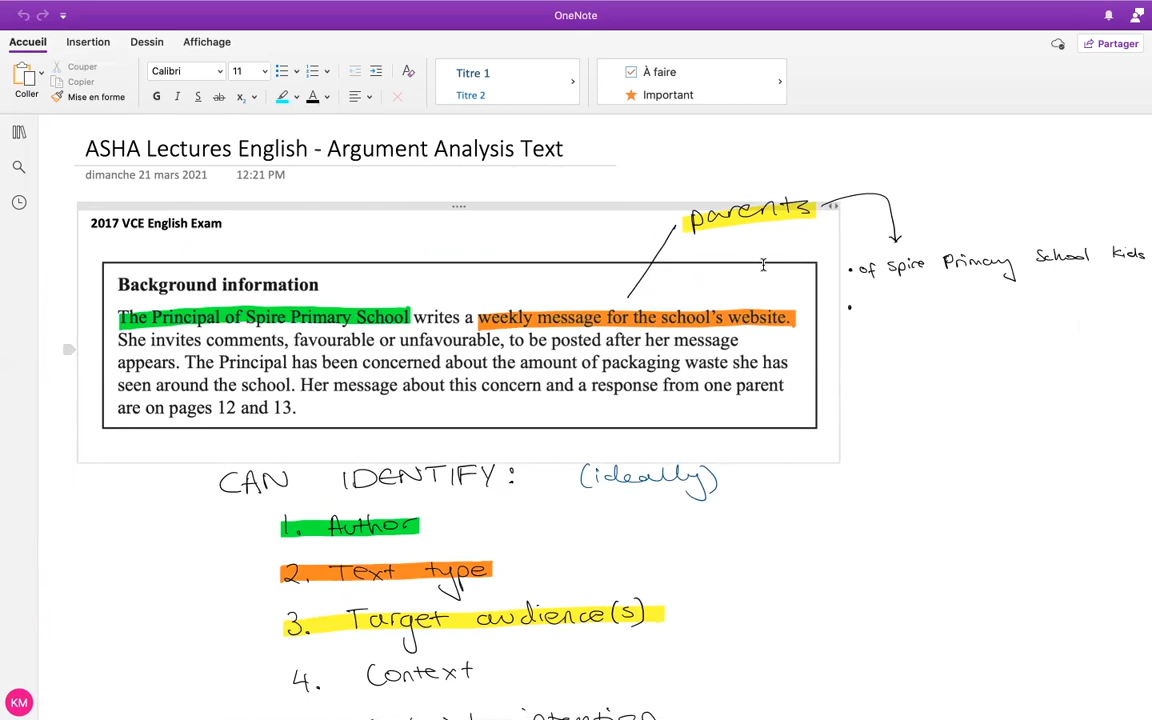 OneNote
Accueil Insertion Dessin Affichage
Partager
Coller
Couper
Copier
Mise en forme
Calibri 11
G I S ab x₂ A
Titre 1
Titre 2
À faire
Important
ASHA Lectures English - Argument Analysis Text
dimanche 21 mars 2021 12:21 PM
2017 VCE English Exam
parents
• of Spire Primary School kids
•
Background information
The Principal of Spire Primary School writes a weekly message for the school's website.
She invites comments, favourable or unfavourable, to be posted after her message
appears. The Principal has been concerned about the amount of packaging waste she has
seen around the school. Her message about this concern and a response from one parent
are on pages 12 and 13.
CAN IDENTIFY: (ideally)
1. Author
2. Text type
3. Target audience(s)
4. Context
intention
KM